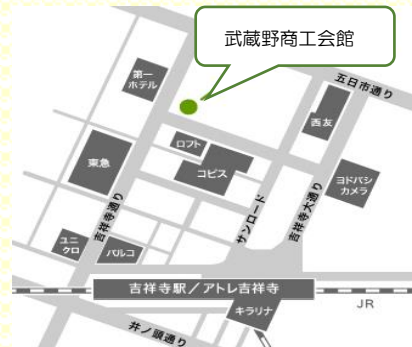 武蔵野商工会館
五日市通り
第一
ホテル
西友
ロフト
コピス
東急
ヨドバシ
カメラ
吉祥寺通り
サンロード
吉祥寺大通り
ユニ
クロ
パルコ
吉祥寺駅／アトレ吉祥寺
JR
キラリナ
井ノ頭通り